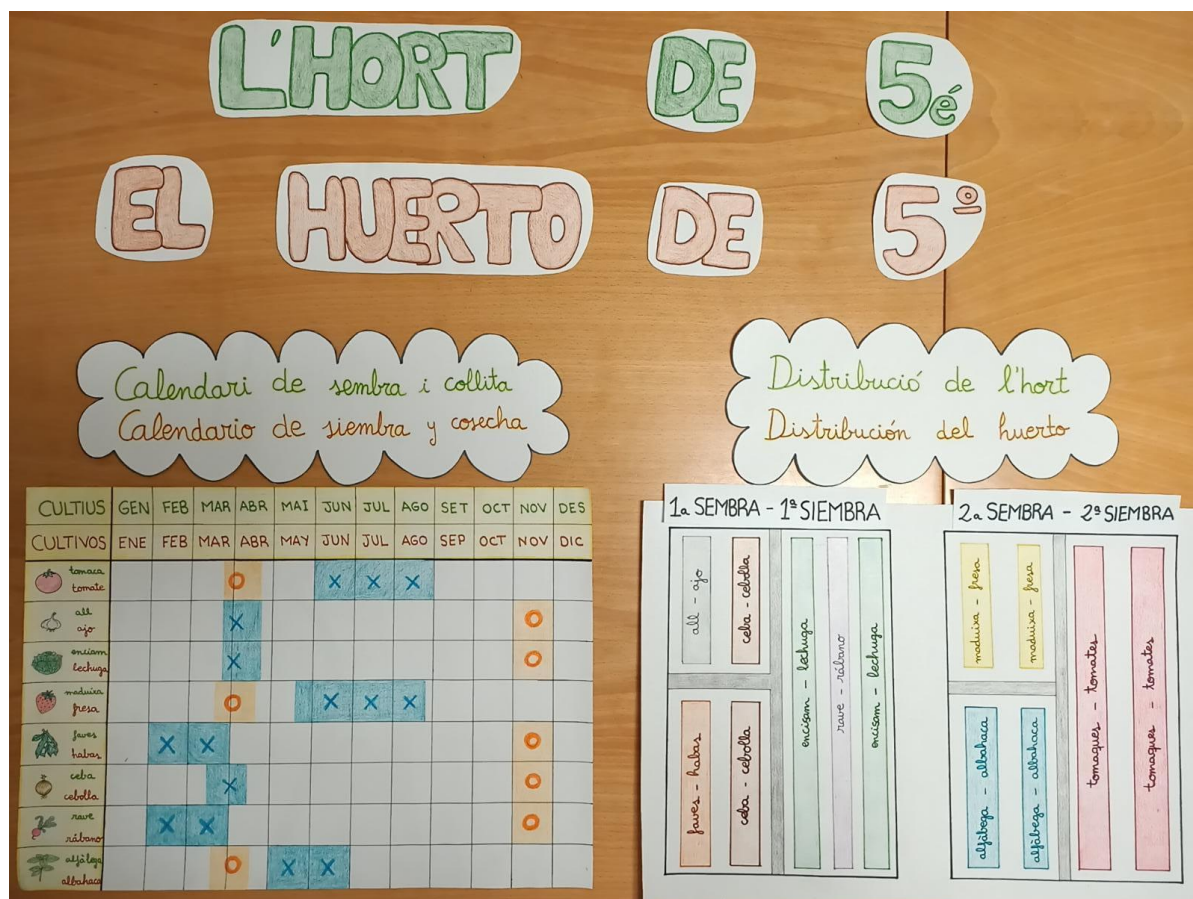 L'HORT DE 5é
EL HUERTO DE 5º
Calendari de sembra i collita
Calendario de siembra y cosecha
Distribució de l'hort
Distribución del huerto
CULTIUS GEN FEB MAR ABR MAI JUN JUL AGO SET OCT NOV DES
CULTIVOS ENE FEB MAR ABR MAY JUN JUL AGO SEP OCT NOV DIC
tomaca O X X X
tomate
all X O
ajo
enciam X O
lechuga
maduixa O X X X
fresa
faves X X O
habas
ceba X O
cebolla
rave X X O
rábano
alfàbega O X X
albahaca
1a SEMBRA - 1ª SIEMBRA
all - ajo
ceba - cebolla
faves - habas
ceba - cebolla
encisam - lechuga
rave - rábano
encisam - lechuga
2a SEMBRA - 2ª SIEMBRA
maduixa - fresa
maduixa - fresa
alfàbega - albahaca
alfàbega - albahaca
tomaques - tomates
tomaques - tomates